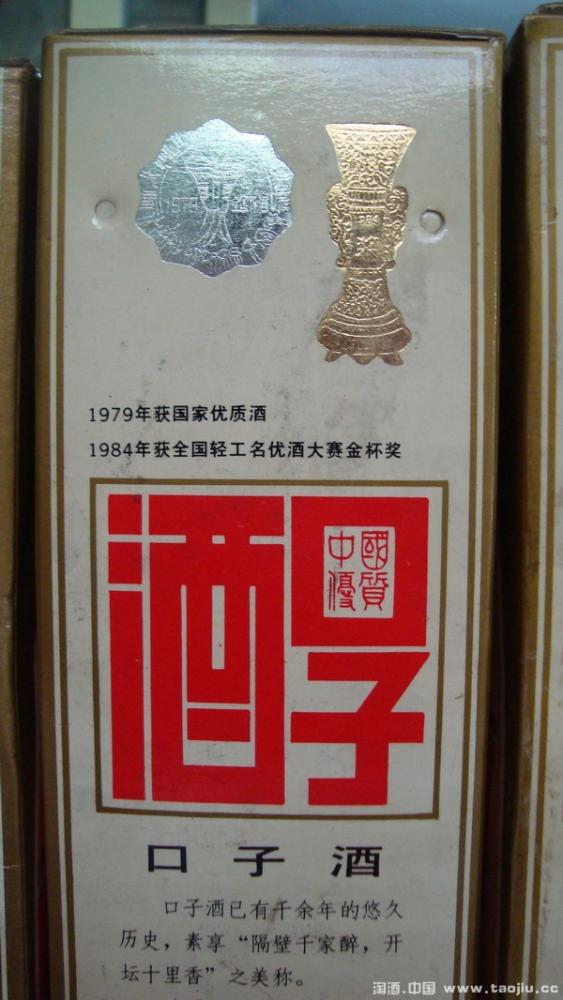 1979
1979年获国家优质酒
1984年获全国轻工名优酒大赛金杯奖
口子酒
中國優質
口子酒
口子酒已有千余年的悠久
历史，素享“隔壁千家醉，开
坛十里香”之美称。
淘酒.中国 www.taojiu.cc